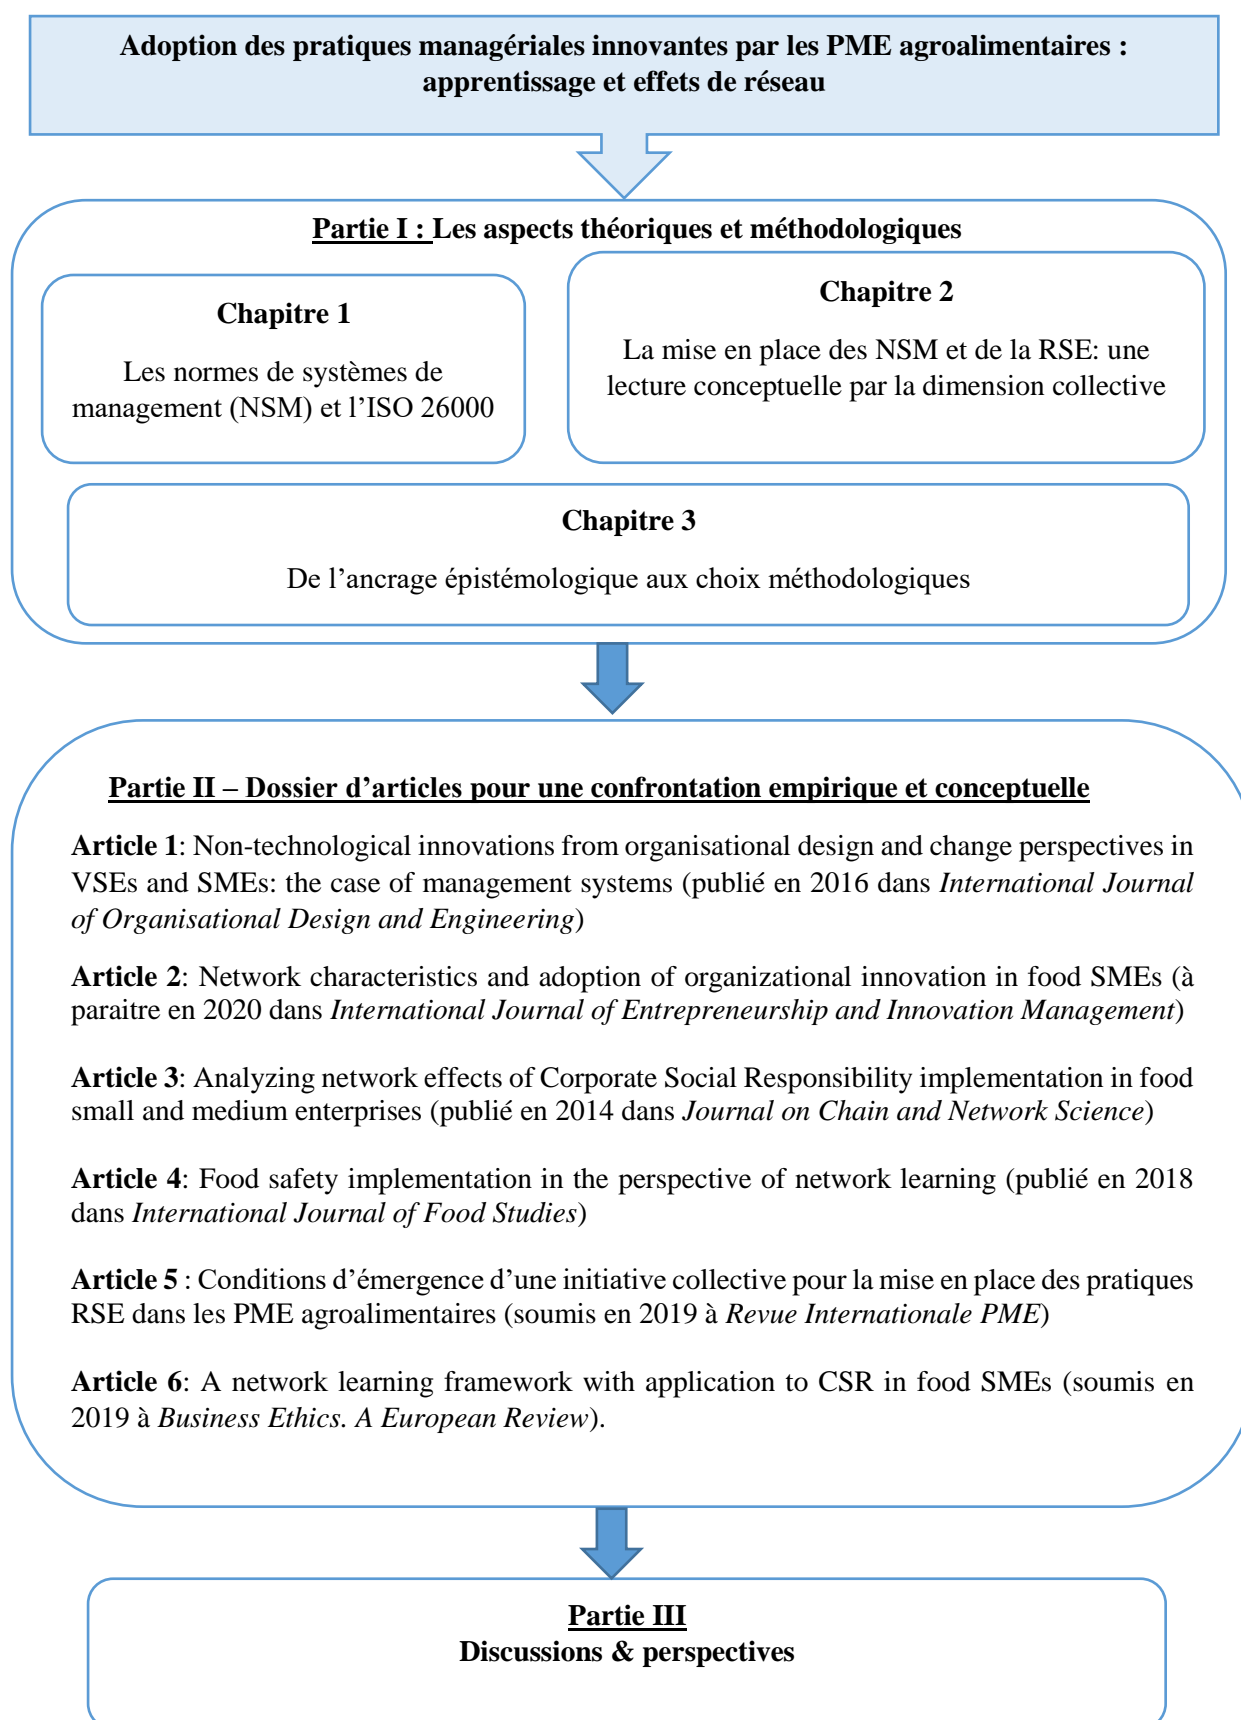 Adoption des pratiques managériales innovantes par les PME agroalimentaires :
apprentissage et effets de réseau
Partie I : Les aspects théoriques et méthodologiques
Chapitre 1
Les normes de systèmes de
management (NSM) et l’ISO 26000
Chapitre 2
La mise en place des NSM et de la RSE: une
lecture conceptuelle par la dimension collective
Chapitre 3
De l’ancrage épistémologique aux choix méthodologiques
Partie II – Dossier d’articles pour une confrontation empirique et conceptuelle
Article 1: Non-technological innovations from organisational design and change perspectives in
VSEs and SMEs: the case of management systems (publié en 2016 dans International Journal
of Organisational Design and Engineering)
Article 2: Network characteristics and adoption of organizational innovation in food SMEs (à
paraitre en 2020 dans International Journal of Entrepreneurship and Innovation Management)
Article 3: Analyzing network effects of Corporate Social Responsibility implementation in food
small and medium enterprises (publié en 2014 dans Journal on Chain and Network Science)
Article 4: Food safety implementation in the perspective of network learning (publié en 2018
dans International Journal of Food Studies)
Article 5 : Conditions d’émergence d’une initiative collective pour la mise en place des pratiques
RSE dans les PME agroalimentaires (soumis en 2019 à Revue Internationale PME)
Article 6: A network learning framework with application to CSR in food SMEs (soumis en
2019 à Business Ethics. A European Review).
Partie III
Discussions & perspectives